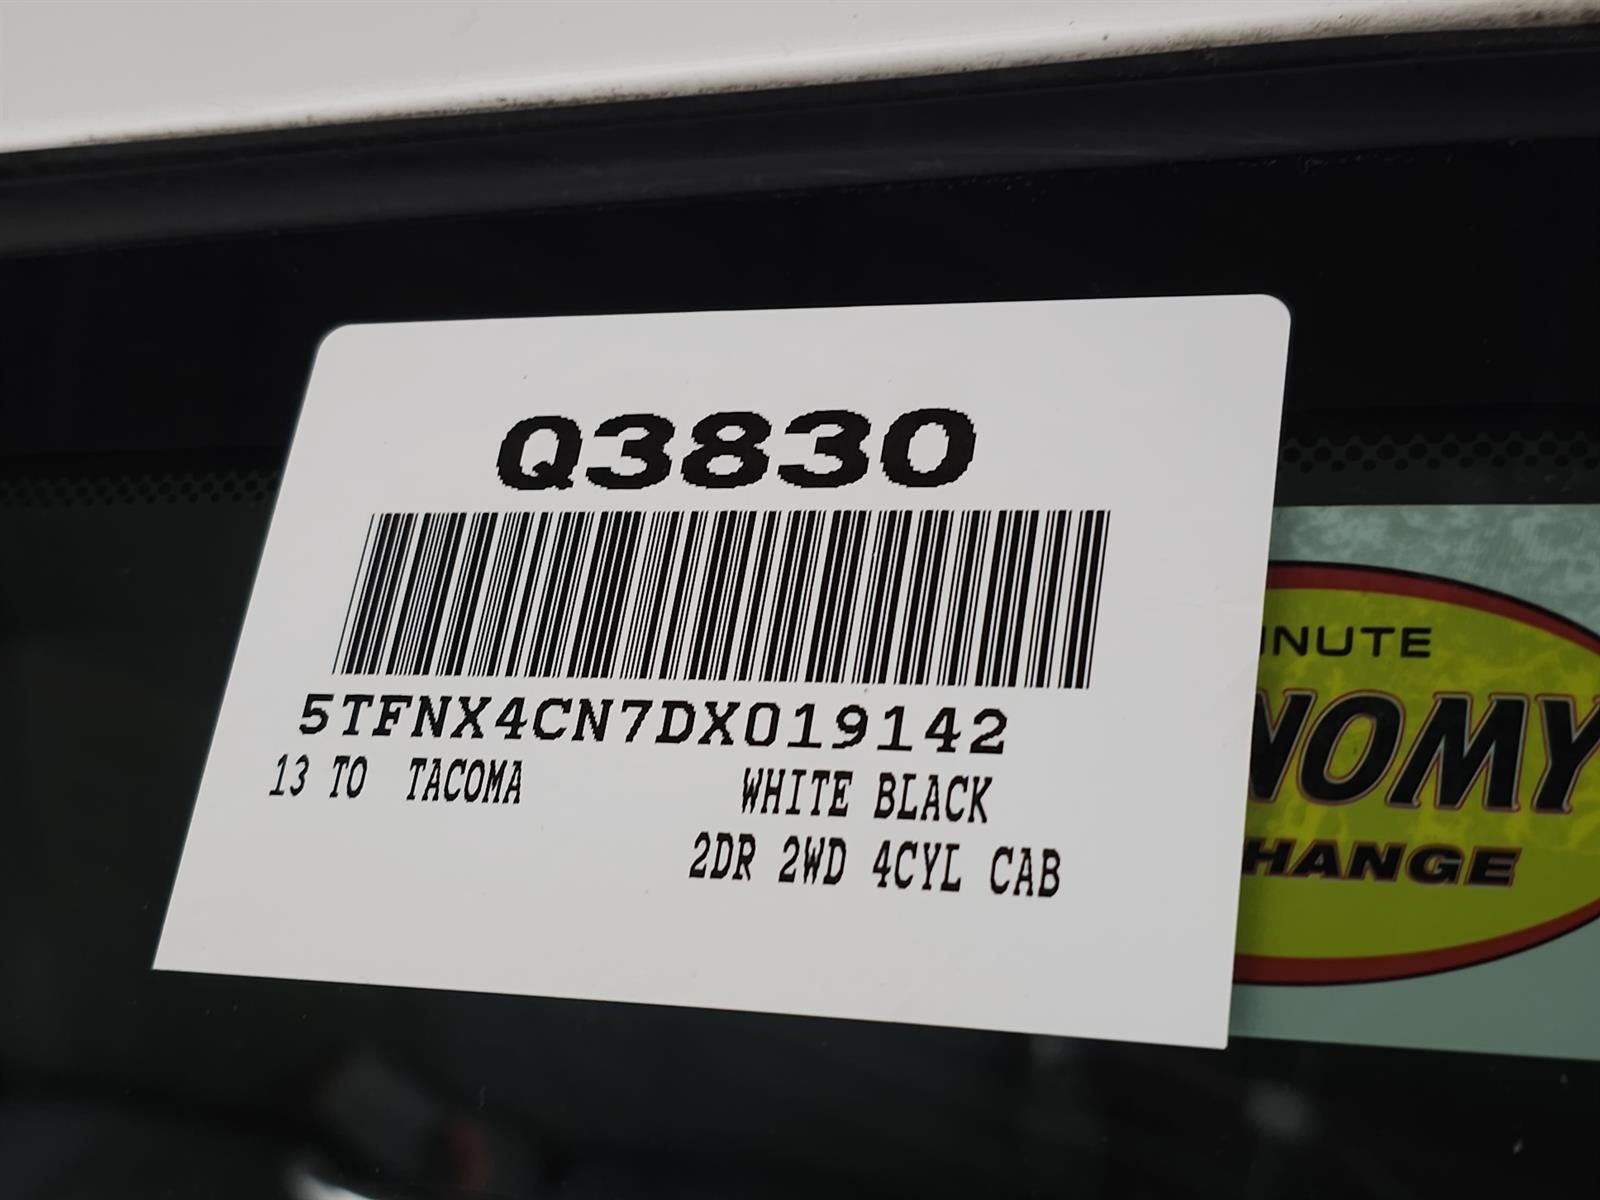 Q3830
5TFNX4CN7DX019142
13 TO TACOMA WHITE BLACK
2DR 2WD 4CYL CAB
INUTE
NOMY
HANGE